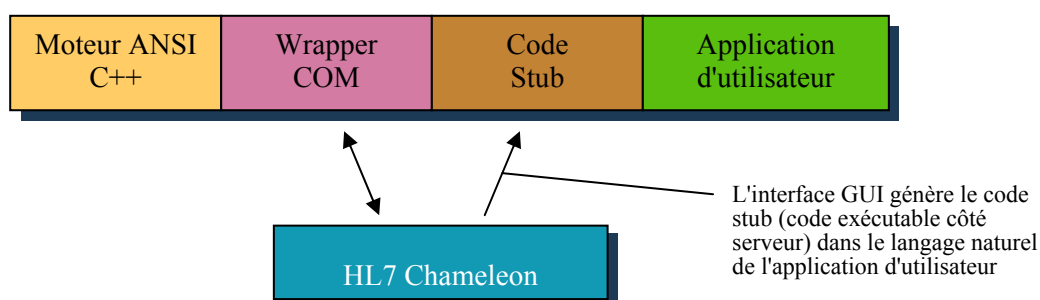 Moteur ANSI
C++
Wrapper
COM
Code
Stub
Application
d'utilisateur
L'interface GUI génère le code
stub (code exécutable côté
serveur) dans le langage naturel
de l'application d'utilisateur
HL7 Chameleon